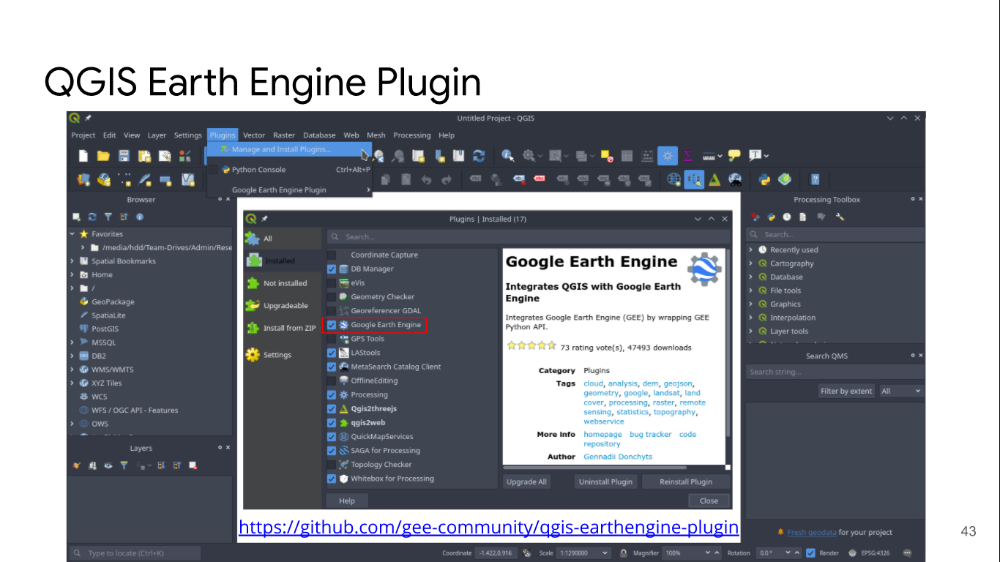 QGIS Earth Engine Plugin
Untitled Project - QGIS
Project Edit View Layer Settings Plugins Vector Raster Database Web Mesh Processing Help
Manage and Install Plugins...
Python Console Ctrl+Alt+P
Google Earth Engine Plugin
Browser
Favorites
/media/hdd/Team-Drives/Admin/Rese
Spatial Bookmarks
Home
/
GeoPackage
SpatiaLite
PostGIS
MSSQL
DB2
WMS/WMTS
XYZ Tiles
WCS
WFS / OGC API - Features
OWS
Layers
Plugins | Installed (17)
All
Installed
Not installed
Upgradeable
Install from ZIP
Settings
Search...
Coordinate Capture
DB Manager
eVis
Geometry Checker
Georeferencer GDAL
Google Earth Engine
GPS Tools
LAStools
MetaSearch Catalog Client
OfflineEditing
Processing
Qgis2threejs
qgis2web
QuickMapServices
SAGA for Processing
Topology Checker
Whitebox for Processing
Google Earth Engine
Integrates QGIS with Google Earth
Engine
Integrates Google Earth Engine (GEE) by wrapping GEE
Python API.
73 rating vote(s), 47493 downloads
Category Plugins
Tags cloud, analysis, dem, geojson,
geometry, google, landsat, land
cover, processing, raster, remote
sensing, statistics, topography,
webservice
More info homepage bug tracker code
repository
Author Gennadii Donchyts
Upgrade All Uninstall Plugin Reinstall Plugin
Help Close
https://github.com/gee-community/qgis-earthengine-plugin
Processing Toolbox
Search...
Recently used
Cartography
Database
File tools
Graphics
Interpolation
Layer tools
Search QMS
Search string...
Filter by extent All
Fresh geodata for your project
Type to locate (Ctrl+K)
Coordinate -1.422,0.916 Scale 1:1290000 Magnifier 100% Rotation 0.0 ° Render EPSG:4326
43